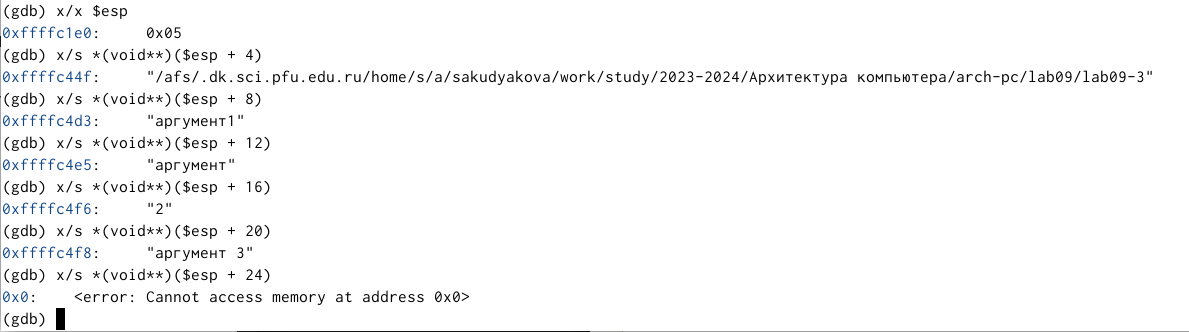 (gdb) x/x $esp
0xffffc1e0:     0x05
(gdb) x/s *(void**)($esp + 4)
0xffffc44f:     "/afs/.dk.sci.pfu.edu.ru/home/s/a/sakudyakova/work/study/2023-2024/Архитектура компьютера/arch-pc/lab09/lab09-3"
(gdb) x/s *(void**)($esp + 8)
0xffffc4d3:     "аргумент1"
(gdb) x/s *(void**)($esp + 12)
0xffffc4e5:     "аргумент"
(gdb) x/s *(void**)($esp + 16)
0xffffc4f6:     "2"
(gdb) x/s *(void**)($esp + 20)
0xffffc4f8:     "аргумент 3"
(gdb) x/s *(void**)($esp + 24)
0x0:    <error: Cannot access memory at address 0x0>
(gdb)